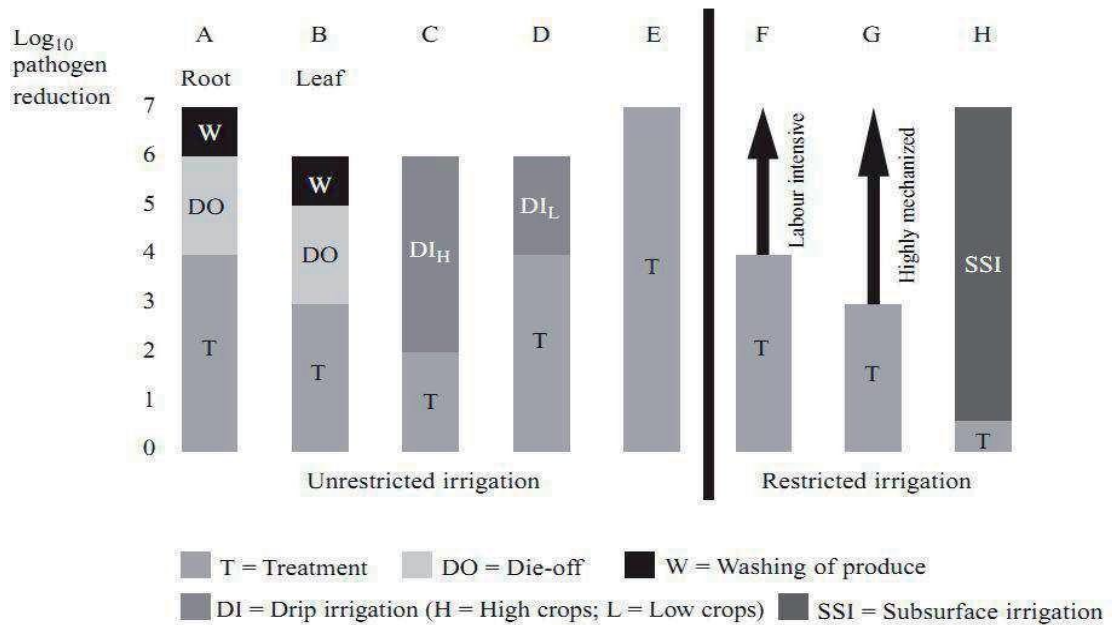 Log₁₀ pathogen reduction
A B C D E F G H
Root Leaf
7
6
5
4
3
2
1
0
W
DO
T
W
DO
T
DI_H
T
DI_L
T
T
Labour intensive
T
Highly mechanized
T
SSI
T
Unrestricted irrigation Restricted irrigation
T = Treatment DO = Die-off W = Washing of produce
DI = Drip irrigation (H = High crops; L = Low crops) SSI = Subsurface irrigation